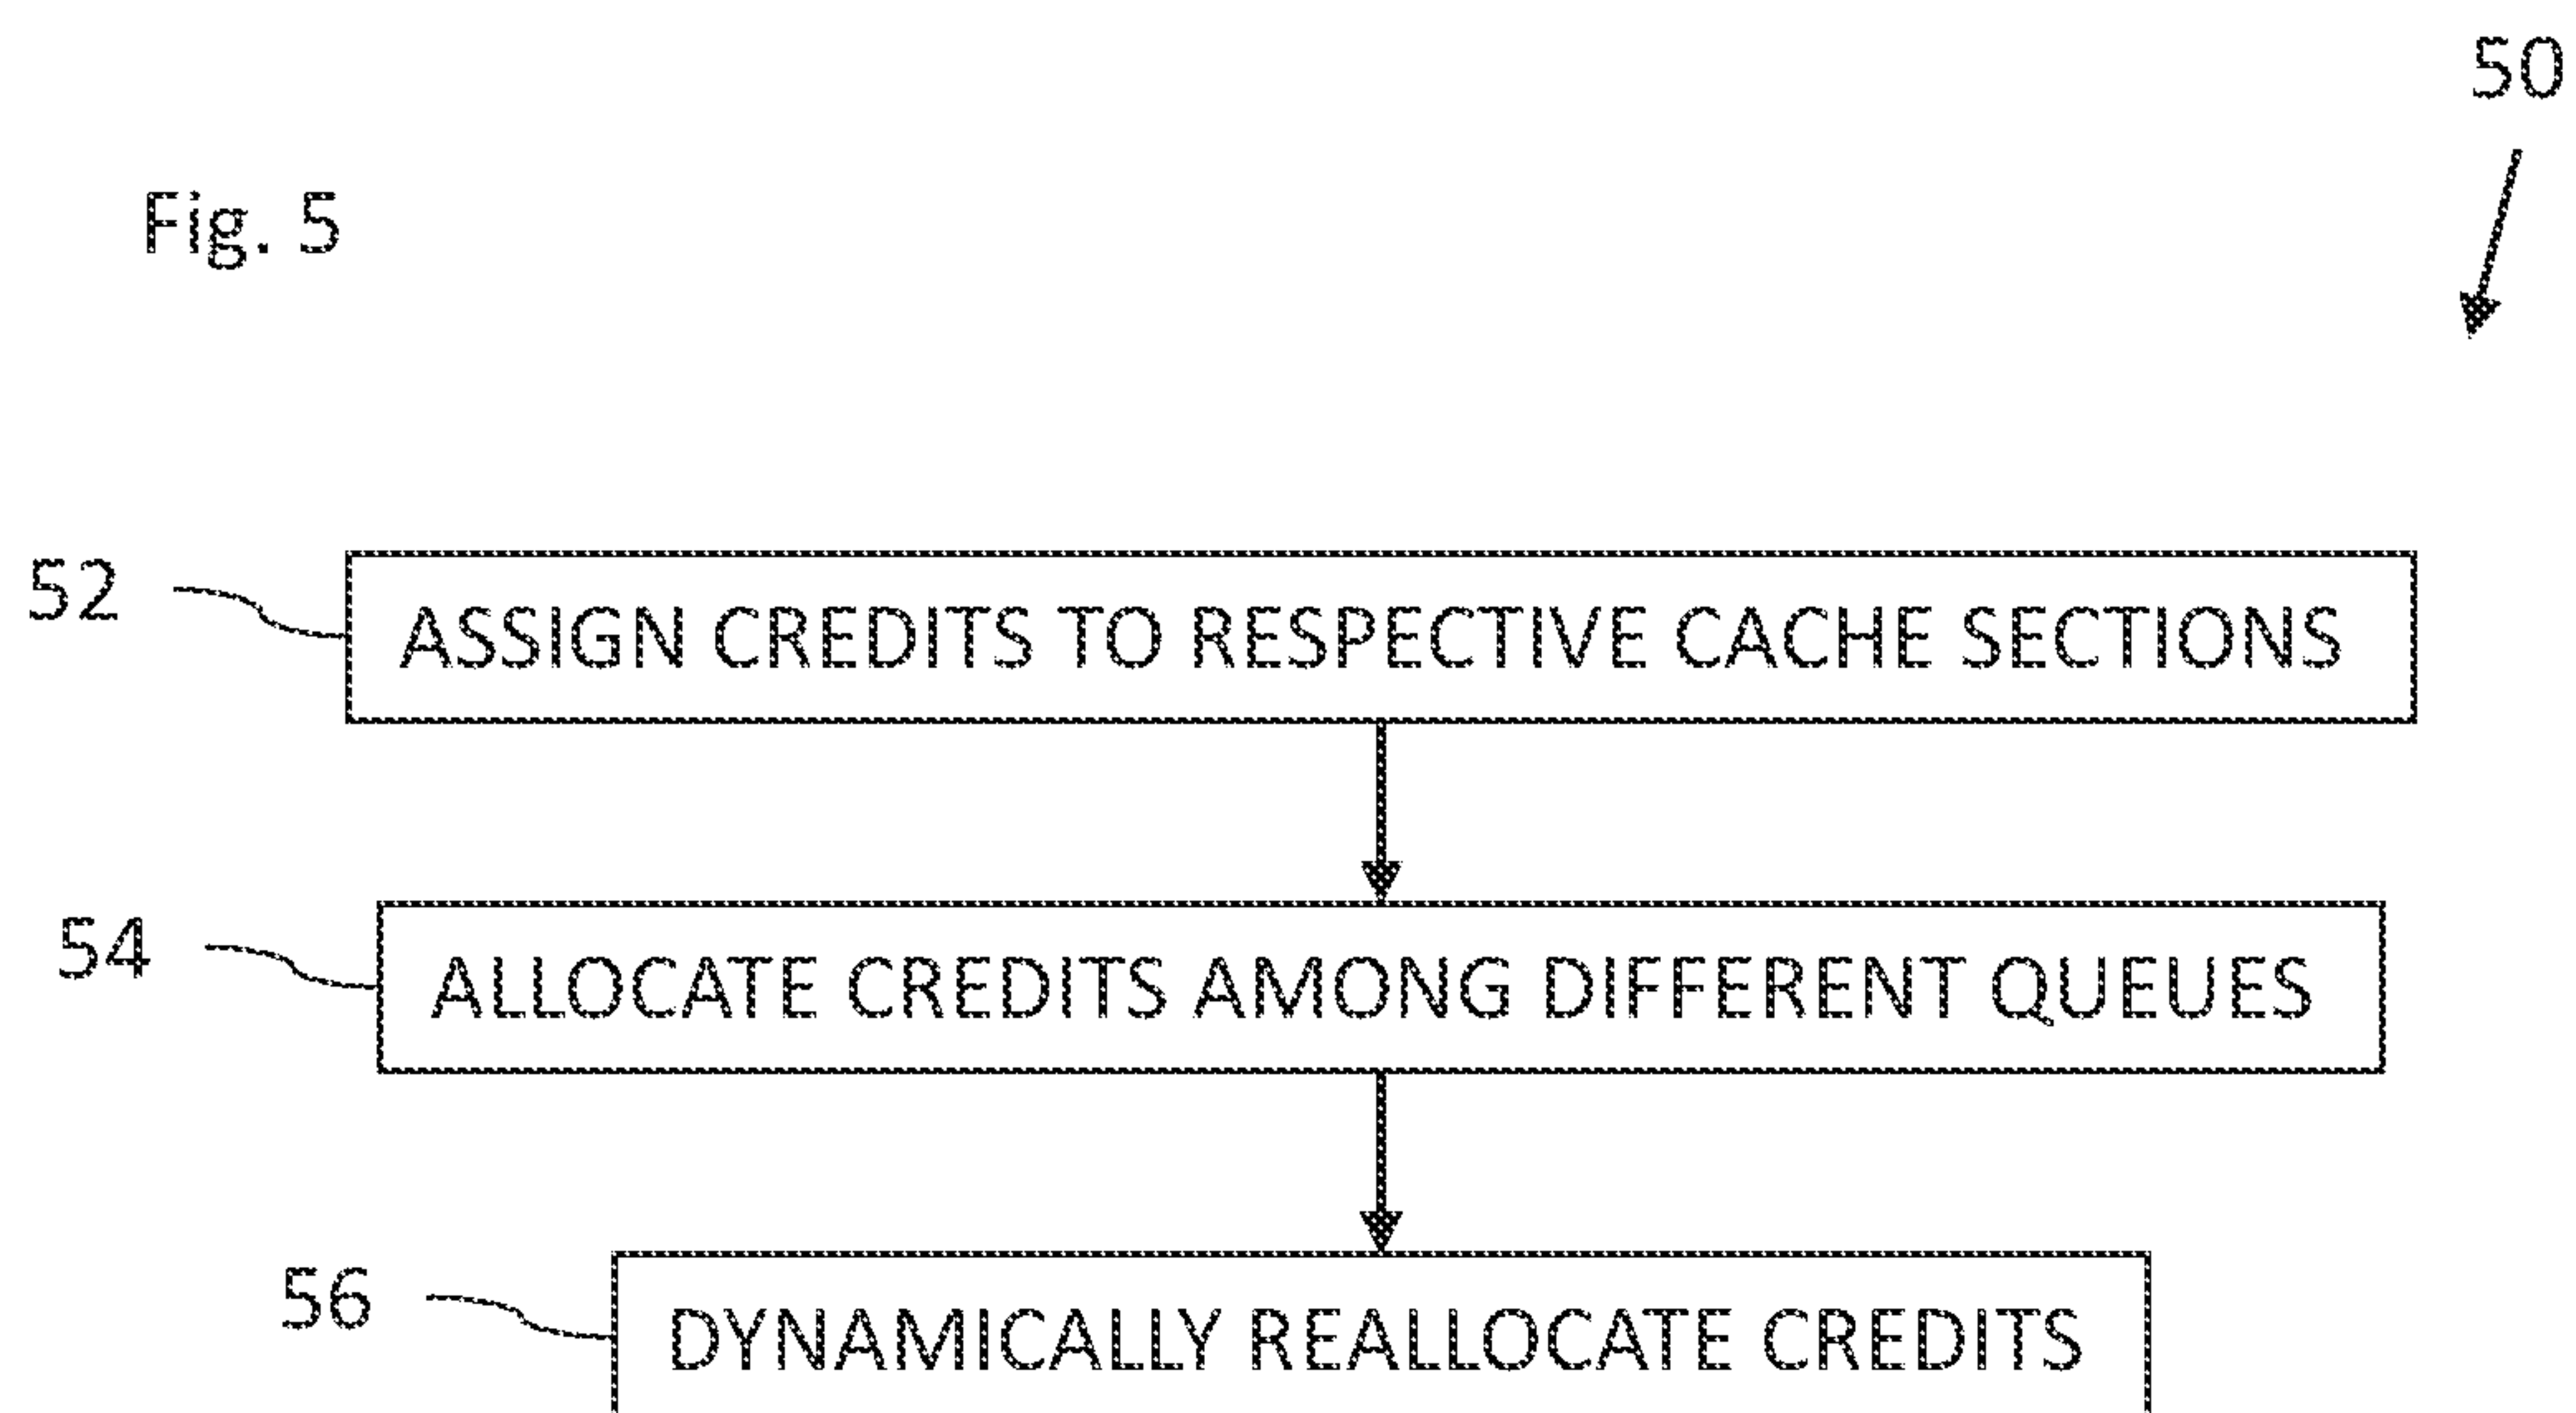 50
Fig. 5
52 ASSIGN CREDITS TO RESPECTIVE CACHE SECTIONS
54 ALLOCATE CREDITS AMONG DIFFERENT QUEUES
56 DYNAMICALLY REALLOCATE CREDITS